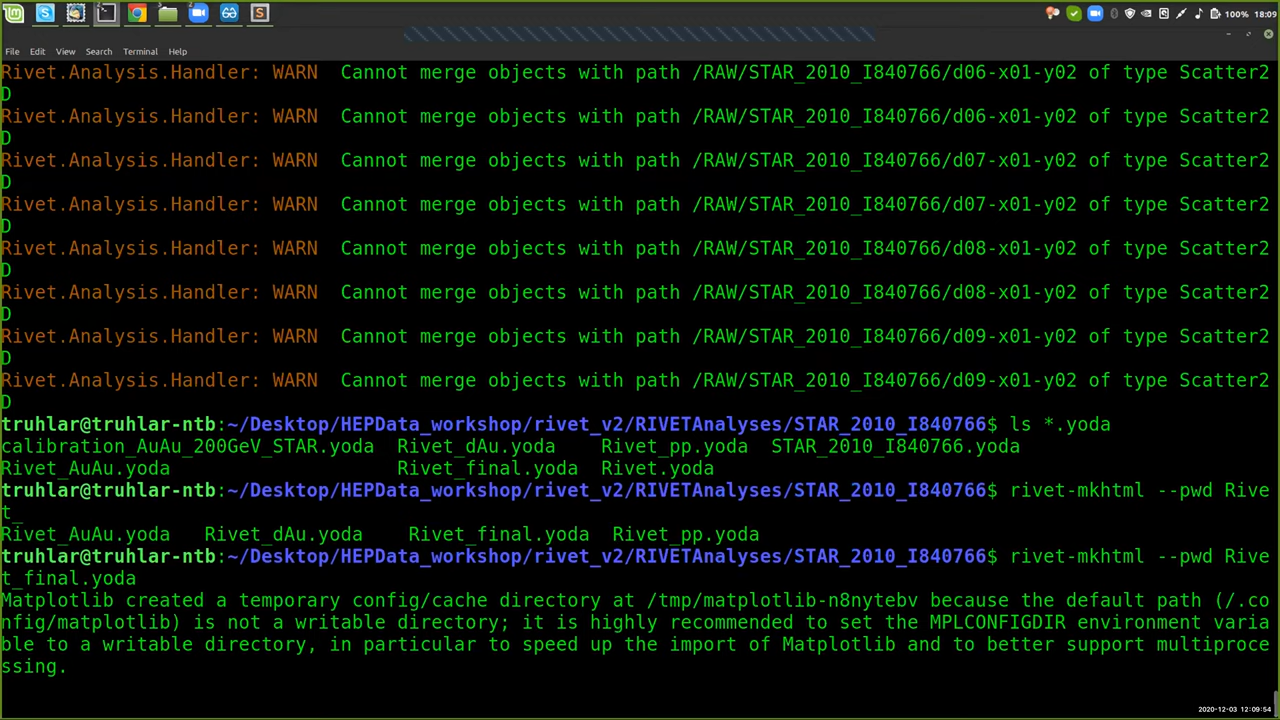 100% 18:09
File Edit View Search Terminal Help
Rivet.Analysis.Handler: WARN  Cannot merge objects with path /RAW/STAR_2010_I840766/d06-x01-y02 of type Scatter2
D
Rivet.Analysis.Handler: WARN  Cannot merge objects with path /RAW/STAR_2010_I840766/d06-x01-y02 of type Scatter2
D
Rivet.Analysis.Handler: WARN  Cannot merge objects with path /RAW/STAR_2010_I840766/d07-x01-y02 of type Scatter2
D
Rivet.Analysis.Handler: WARN  Cannot merge objects with path /RAW/STAR_2010_I840766/d07-x01-y02 of type Scatter2
D
Rivet.Analysis.Handler: WARN  Cannot merge objects with path /RAW/STAR_2010_I840766/d08-x01-y02 of type Scatter2
D
Rivet.Analysis.Handler: WARN  Cannot merge objects with path /RAW/STAR_2010_I840766/d08-x01-y02 of type Scatter2
D
Rivet.Analysis.Handler: WARN  Cannot merge objects with path /RAW/STAR_2010_I840766/d09-x01-y02 of type Scatter2
D
Rivet.Analysis.Handler: WARN  Cannot merge objects with path /RAW/STAR_2010_I840766/d09-x01-y02 of type Scatter2
D
truhlar@truhlar-ntb:~/Desktop/HEPData_workshop/rivet_v2/RIVETAnalyses/STAR_2010_I840766$ ls *.yoda
calibration_AuAu_200GeV_STAR.yoda  Rivet_dAu.yoda    Rivet_pp.yoda  STAR_2010_I840766.yoda
Rivet_AuAu.yoda                    Rivet_final.yoda  Rivet.yoda
truhlar@truhlar-ntb:~/Desktop/HEPData_workshop/rivet_v2/RIVETAnalyses/STAR_2010_I840766$ rivet-mkhtml --pwd Rive
t_
Rivet_AuAu.yoda   Rivet_dAu.yoda    Rivet_final.yoda  Rivet_pp.yoda
truhlar@truhlar-ntb:~/Desktop/HEPData_workshop/rivet_v2/RIVETAnalyses/STAR_2010_I840766$ rivet-mkhtml --pwd Rive
t_final.yoda
Matplotlib created a temporary config/cache directory at /tmp/matplotlib-n8nytebv because the default path (/.co
nfig/matplotlib) is not a writable directory; it is highly recommended to set the MPLCONFIGDIR environment varia
ble to a writable directory, in particular to speed up the import of Matplotlib and to better support multiproce
ssing.
2020-12-03 12:09:54